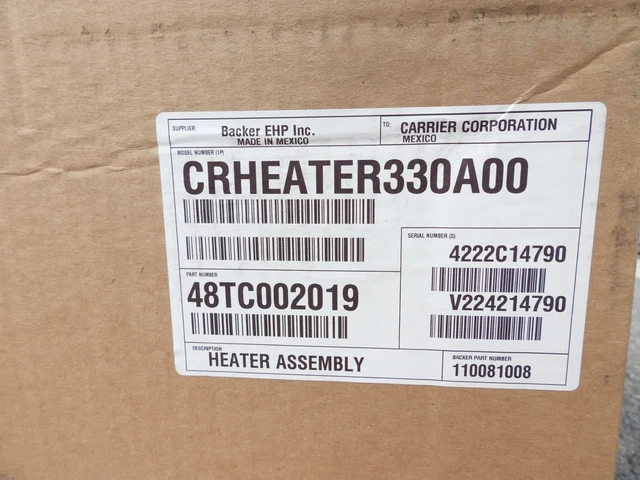 SUPPLIER: Backer EHP Inc.
MADE IN MEXICO
TO: CARRIER CORPORATION
MEXICO
MODEL NUMBER (1P)
CRHEATER330A00
SERIAL NUMBER (S)
4222C14790
V224214790
PART NUMBER
48TC002019
DESCRIPTION
HEATER ASSEMBLY
BACKER PART NUMBER
110081008